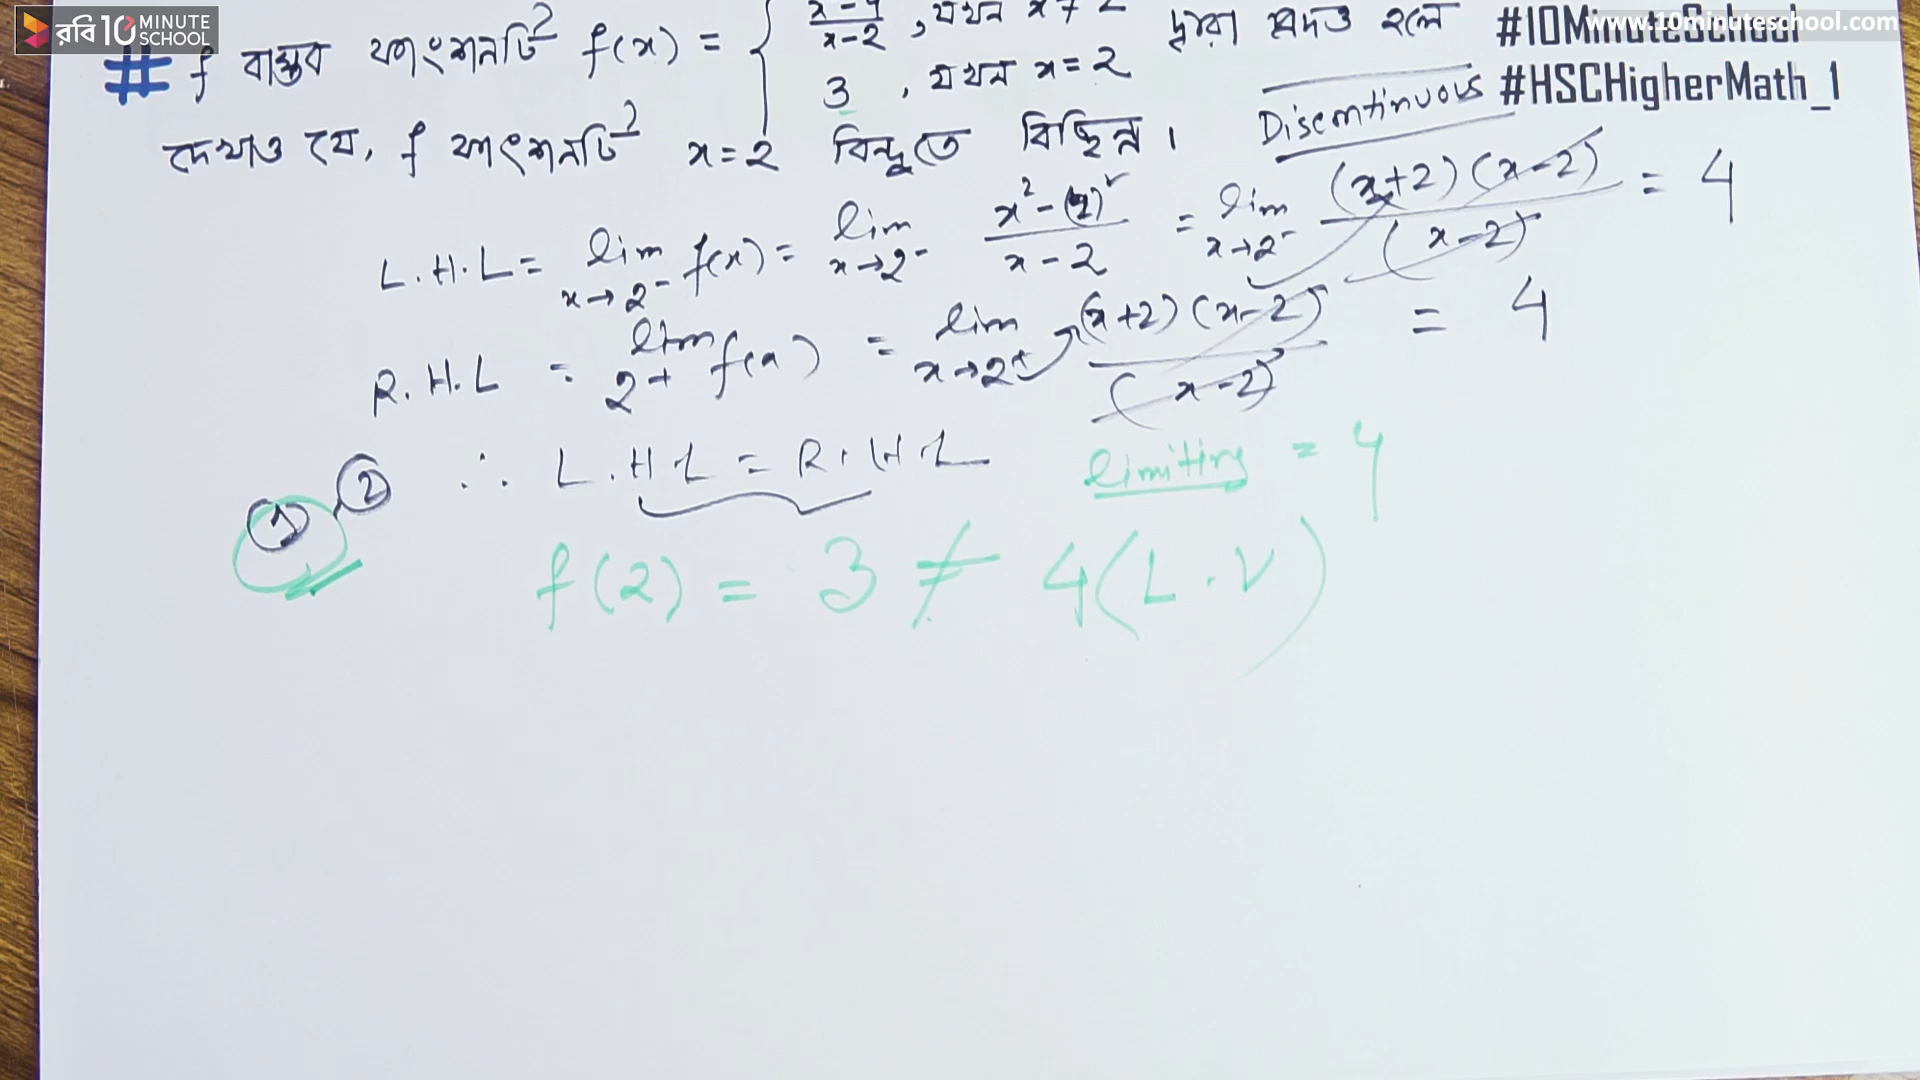 রবি 10 MINUTE SCHOOL
www.10minuteschool.com
#10MinuteSchool
#HSCHigherMath_1
# f বাস্তব ফাংশনটি f(x) = { x²-4 / x-2 , যখন x ≠ 2 দ্বারা প্রদত্ত হলে
3 , যখন x = 2
দেখাও যে, f ফাংশনটি x = 2 বিন্দুতে বিচ্ছিন্ন। Discontinuous
L.H.L = lim x→2⁻ f(x) = lim x→2⁻ x²-(2)² / x-2 = lim x→2⁻ (x+2)(x-2) / (x-2) = 4
R.H.L = lim 2+ f(x) = lim x→2+ (x+2)(x-2) / (x-2) = 4
① ② ∴ L.H.L = R.H.L limiting = 4
f(2) = 3 ≠ 4 (L.V)